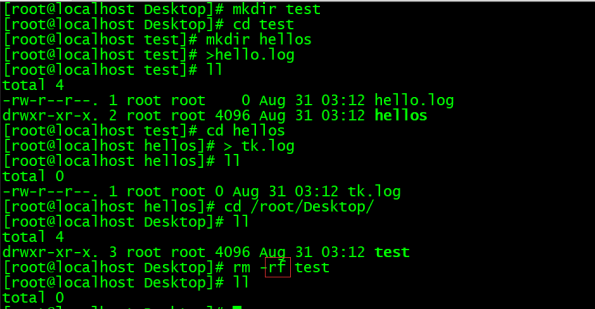 [root@localhost Desktop]# mkdir test
[root@localhost Desktop]# cd test
[root@localhost test]# mkdir hellos
[root@localhost test]# >hello.log
[root@localhost test]# ll
total 4
-rw-r--r--. 1 root root    0 Aug 31 03:12 hello.log
drwxr-xr-x. 2 root root 4096 Aug 31 03:12 hellos
[root@localhost test]# cd hellos
[root@localhost hellos]# > tk.log
[root@localhost hellos]# ll
total 0
-rw-r--r--. 1 root root 0 Aug 31 03:12 tk.log
[root@localhost hellos]# cd /root/Desktop/
[root@localhost Desktop]# ll
total 4
drwxr-xr-x. 3 root root 4096 Aug 31 03:12 test
[root@localhost Desktop]# rm -rf test
[root@localhost Desktop]# ll
total 0